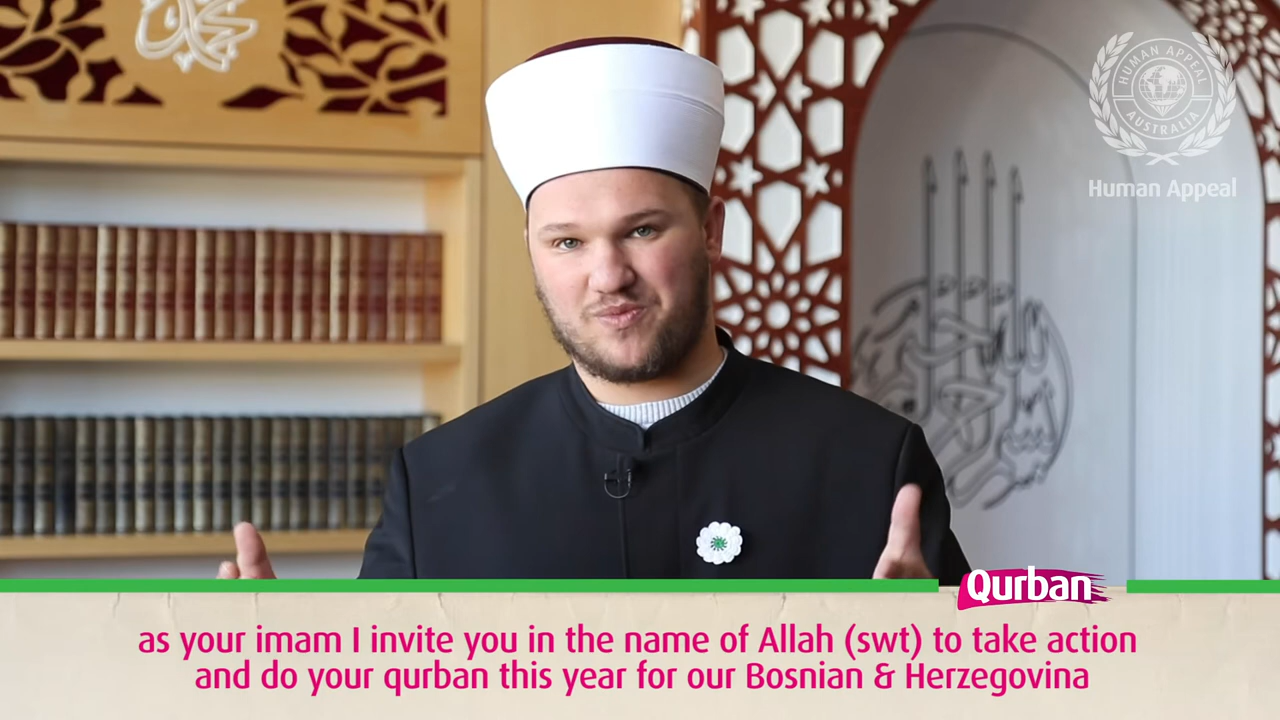 محمد
HUMAN APPEAL
AUSTRALIA
Human Appeal
Qurban
as your imam I invite you in the name of Allah (swt) to take action
and do your qurban this year for our Bosnian & Herzegovina